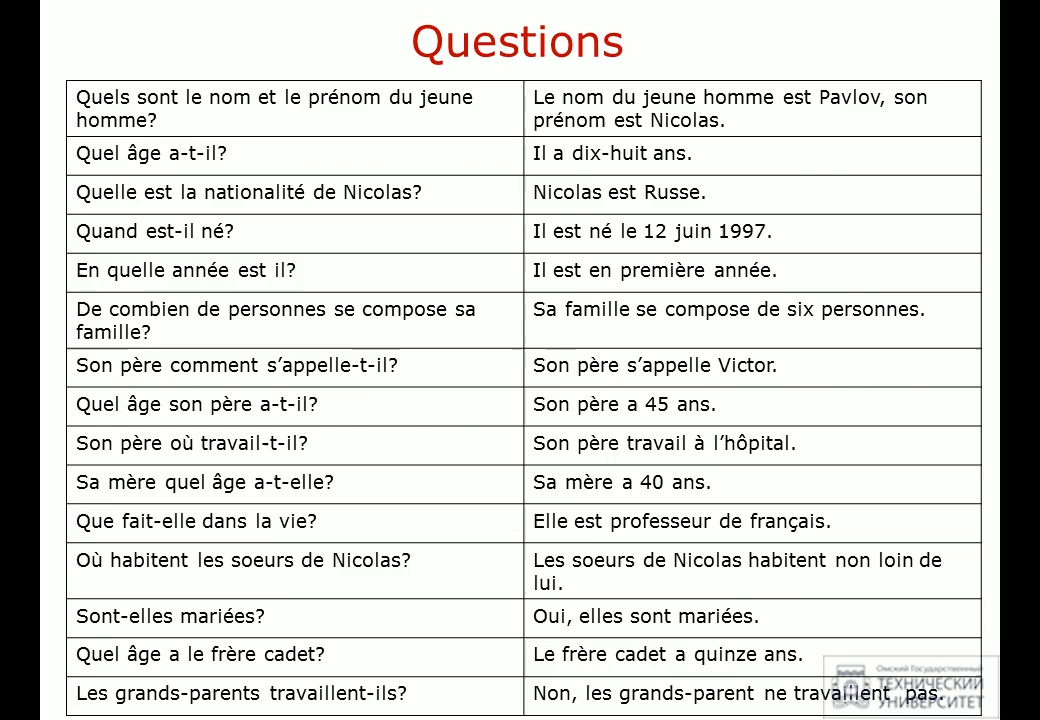 Questions
Quels sont le nom et le prénom du jeune
homme?
Le nom du jeune homme est Pavlov, son
prénom est Nicolas.
Quel âge a-t-il?
Il a dix-huit ans.
Quelle est la nationalité de Nicolas?
Nicolas est Russe.
Quand est-il né?
Il est né le 12 juin 1997.
En quelle année est il?
Il est en première année.
De combien de personnes se compose sa
famille?
Sa famille se compose de six personnes.
Son père comment s’appelle-t-il?
Son père s’appelle Victor.
Quel âge son père a-t-il?
Son père a 45 ans.
Son père où travail-t-il?
Son père travail à l’hôpital.
Sa mère quel âge a-t-elle?
Sa mère a 40 ans.
Que fait-elle dans la vie?
Elle est professeur de français.
Où habitent les soeurs de Nicolas?
Les soeurs de Nicolas habitent non loin de
lui.
Sont-elles mariées?
Oui, elles sont mariées.
Quel âge a le frère cadet?
Le frère cadet a quinze ans.
Les grands-parents travaillent-ils?
Non, les grands-parent ne travaillent pas.
Омский Государственный
ТЕХНИЧЕСКИЙ
УНИВЕРСИТЕТ